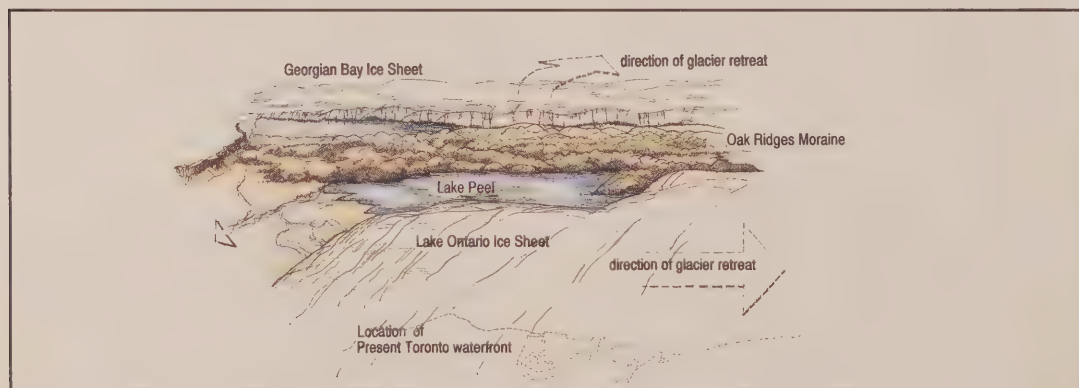 Georgian Bay Ice Sheet
direction of glacier retreat
Oak Ridges Moraine
Lake Peel
Lake Ontario Ice Sheet
direction of glacier retreat
Location of
Present Toronto waterfront